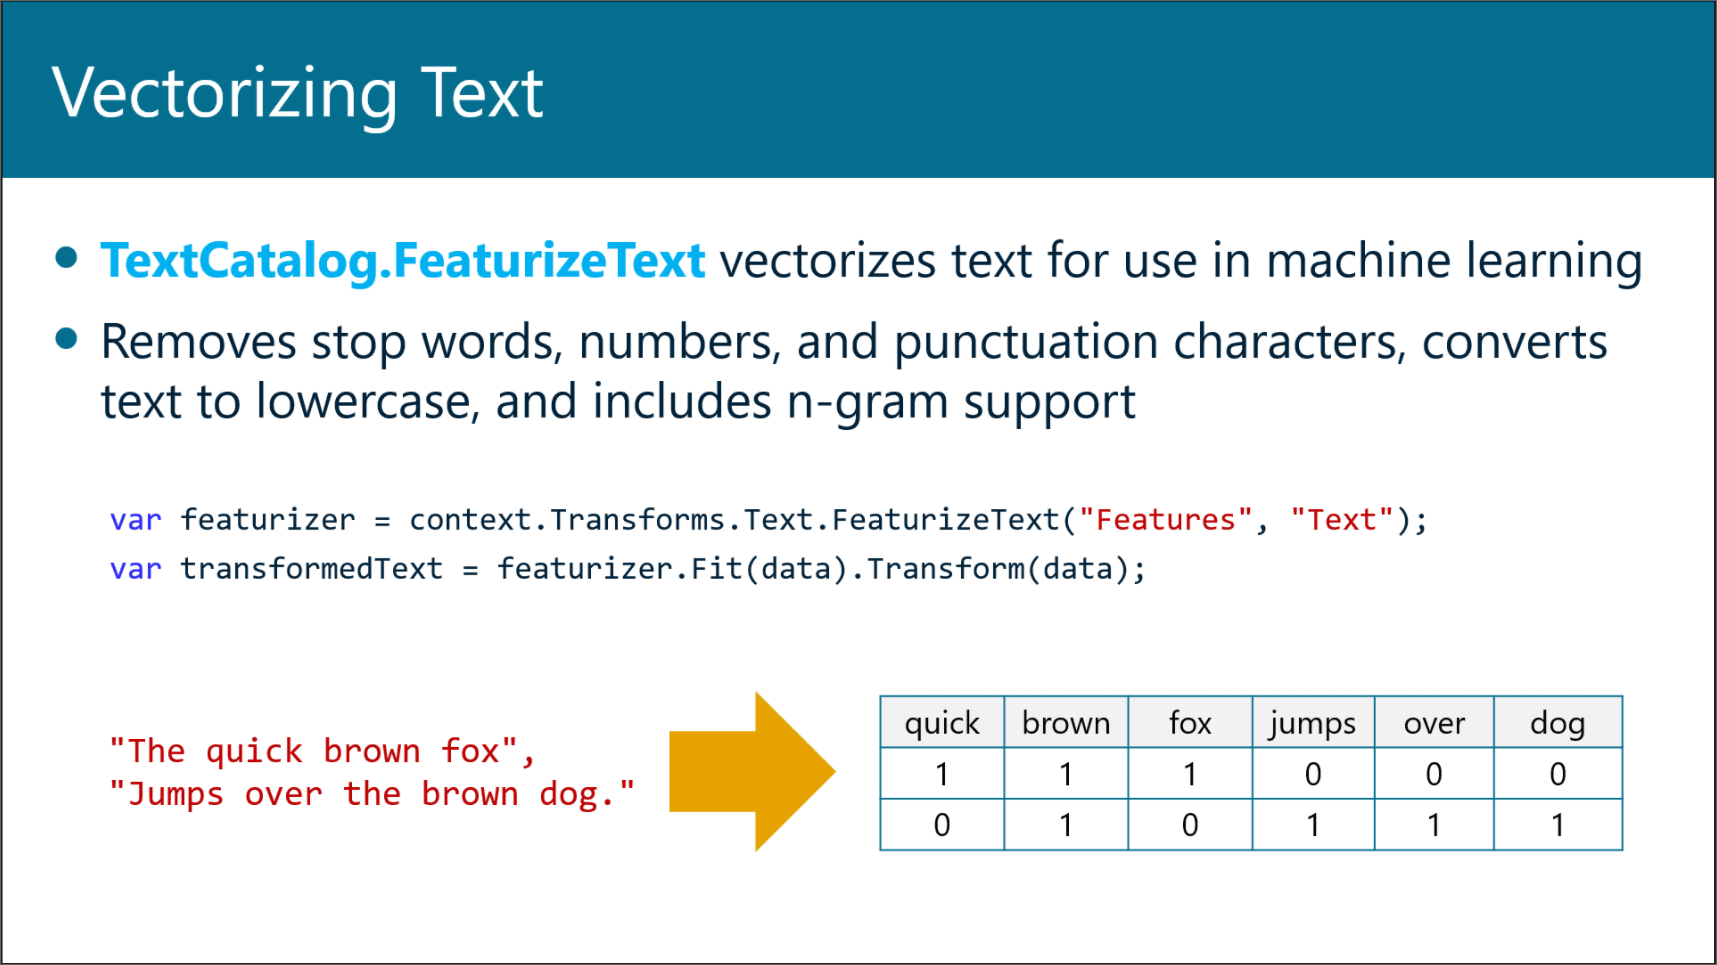 Vectorizing Text
• TextCatalog.FeaturizeText vectorizes text for use in machine learning
• Removes stop words, numbers, and punctuation characters, converts
text to lowercase, and includes n-gram support
var featurizer = context.Transforms.Text.FeaturizeText("Features", "Text");
var transformedText = featurizer.Fit(data).Transform(data);
"The quick brown fox",
"Jumps over the brown dog."
quick brown fox jumps over dog
1 1 1 0 0 0
0 1 0 1 1 1